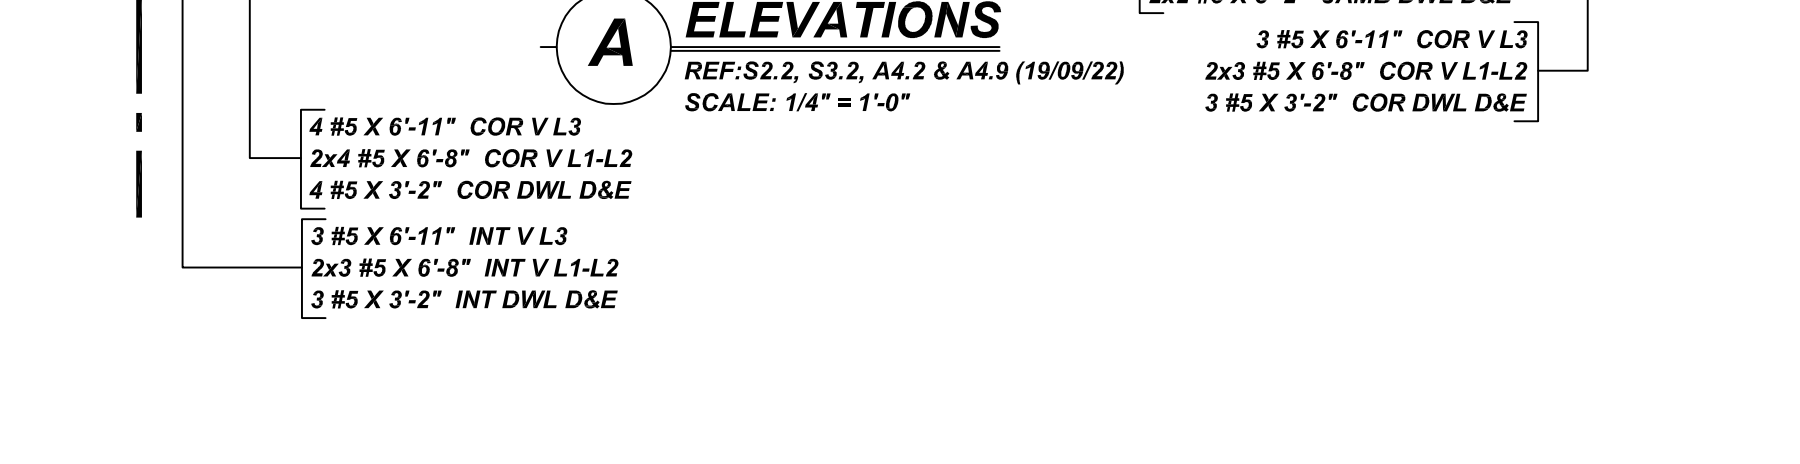 A
ELEVATIONS
REF:S2.2, S3.2, A4.2 & A4.9 (19/09/22)
SCALE: 1/4" = 1'-0"
3 #5 X 6'-11" COR V L3
2x3 #5 X 6'-8" COR V L1-L2
3 #5 X 3'-2" COR DWL D&E
4 #5 X 6'-11" COR V L3
2x4 #5 X 6'-8" COR V L1-L2
4 #5 X 3'-2" COR DWL D&E
3 #5 X 6'-11" INT V L3
2x3 #5 X 6'-8" INT V L1-L2
3 #5 X 3'-2" INT DWL D&E